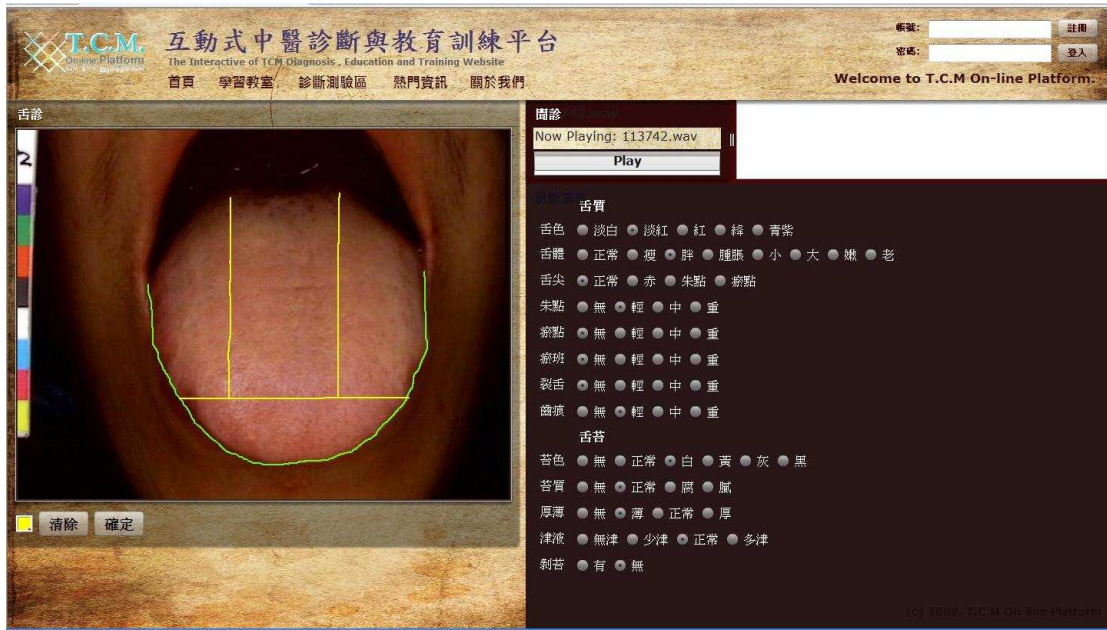 T.C.M.
On-line Platform
互動式中醫診斷與教育訓練平台
The Interactive of TCM Diagnosis , Education and Training Website
首頁 學習教室 診斷測驗區 熱門資訊 關於我們
帳號: 註冊
密碼: 登入
Welcome to T.C.M On-line Platform.
舌診
2
清除 確定
聞診
Now Playing: 113742.wav
Play
舌質
舌色 淡白 淡紅 紅 絳 青紫
舌體 正常 瘦 胖 腫脹 小 大 嫩 老
舌尖 正常 赤 朱點 瘀點
朱點 無 輕 中 重
瘀點 無 輕 中 重
瘀班 無 輕 中 重
裂舌 無 輕 中 重
齒痕 無 輕 中 重
舌苔
苔色 無 正常 白 黃 灰 黑
苔質 無 正常 腐 膩
厚薄 無 薄 正常 厚
津液 無津 少津 正常 多津
剝苔 有 無
(c) 2009, T.C.M On-line Platform